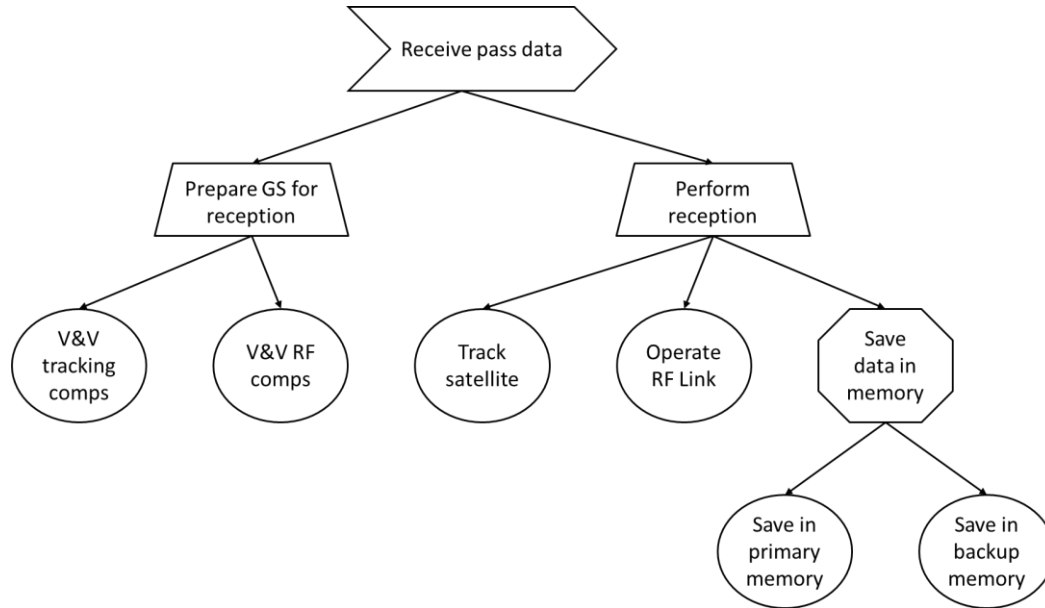 Receive pass data
Prepare GS for
reception
Perform
reception
V&V
tracking
comps
V&V RF
comps
Track
satellite
Operate
RF Link
Save
data in
memory
Save in
primary
memory
Save in
backup
memory